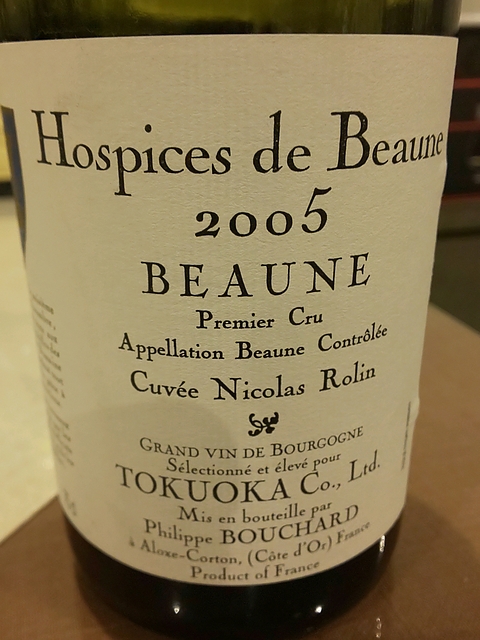 Hospices de Beaune
2005
BEAUNE
Premier Cru
Appellation Beaune Contrôlée
Cuvée Nicolas Rolin
GRAND VIN DE BOURGOGNE
Sélectionné et élevé pour
TOKUOKA Co., Ltd.
Mis en bouteille par
Philippe BOUCHARD
à Aloxe-Corton, (Côte d'Or) France
Product of France